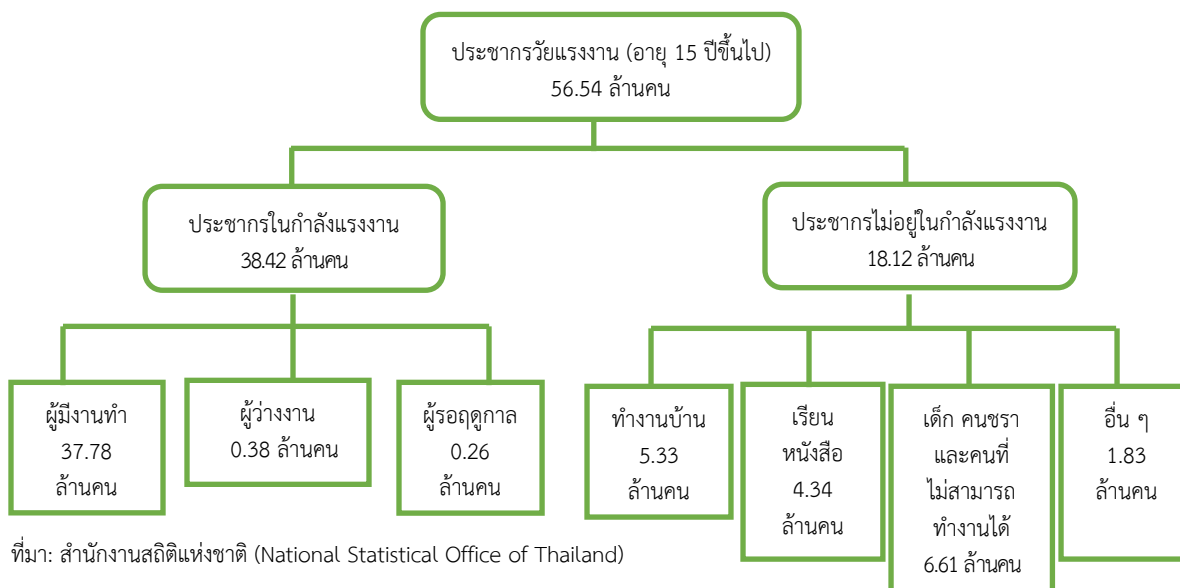 ประชากรวัยแรงงาน (อายุ 15 ปีขึ้นไป)
56.54 ล้านคน
ประชากรในกำลังแรงงาน
38.42 ล้านคน
ประชากรไม่อยู่ในกำลังแรงงาน
18.12 ล้านคน
ผู้มีงานทำ
37.78
ล้านคน
ผู้ว่างงาน
0.38 ล้านคน
ผู้รอฤดูกาล
0.26
ล้านคน
ทำงานบ้าน
5.33
ล้านคน
เรียน
หนังสือ
4.34
ล้านคน
เด็ก คนชรา
และคนที่
ไม่สามารถ
ทำงานได้
6.61 ล้านคน
อื่น ๆ
1.83
ล้านคน
ที่มา: สำนักงานสถิติแห่งชาติ (National Statistical Office of Thailand)